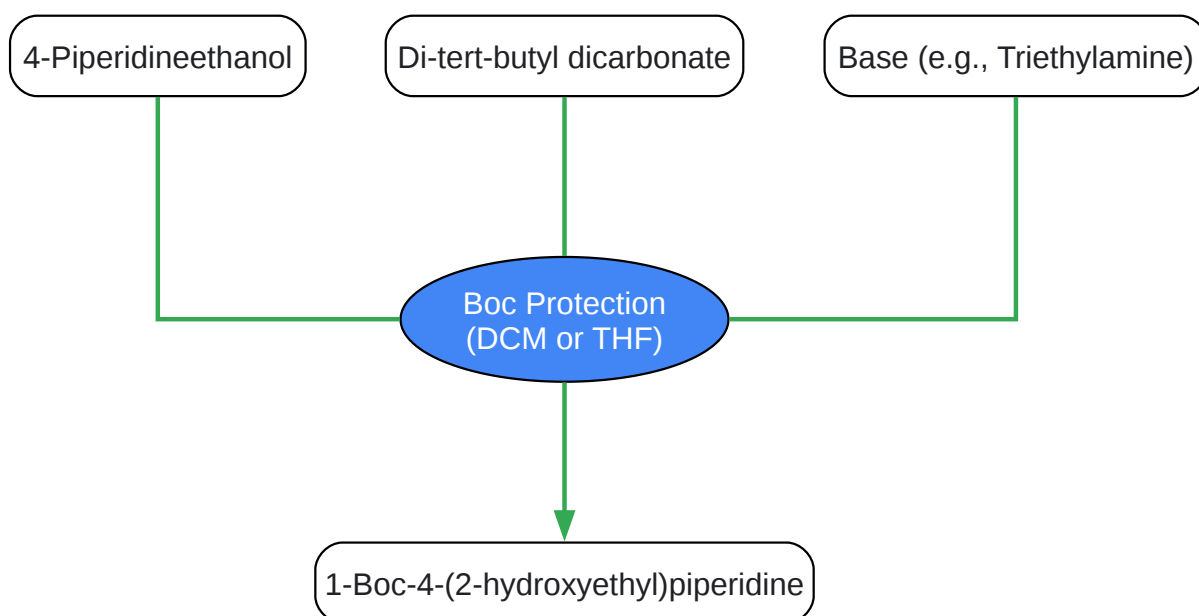 4-Piperidineethanol
Di-tert-butyl dicarbonate
Base (e.g., Triethylamine)
Boc Protection
(DCM or THF)
1-Boc-4-(2-hydroxyethyl)piperidine